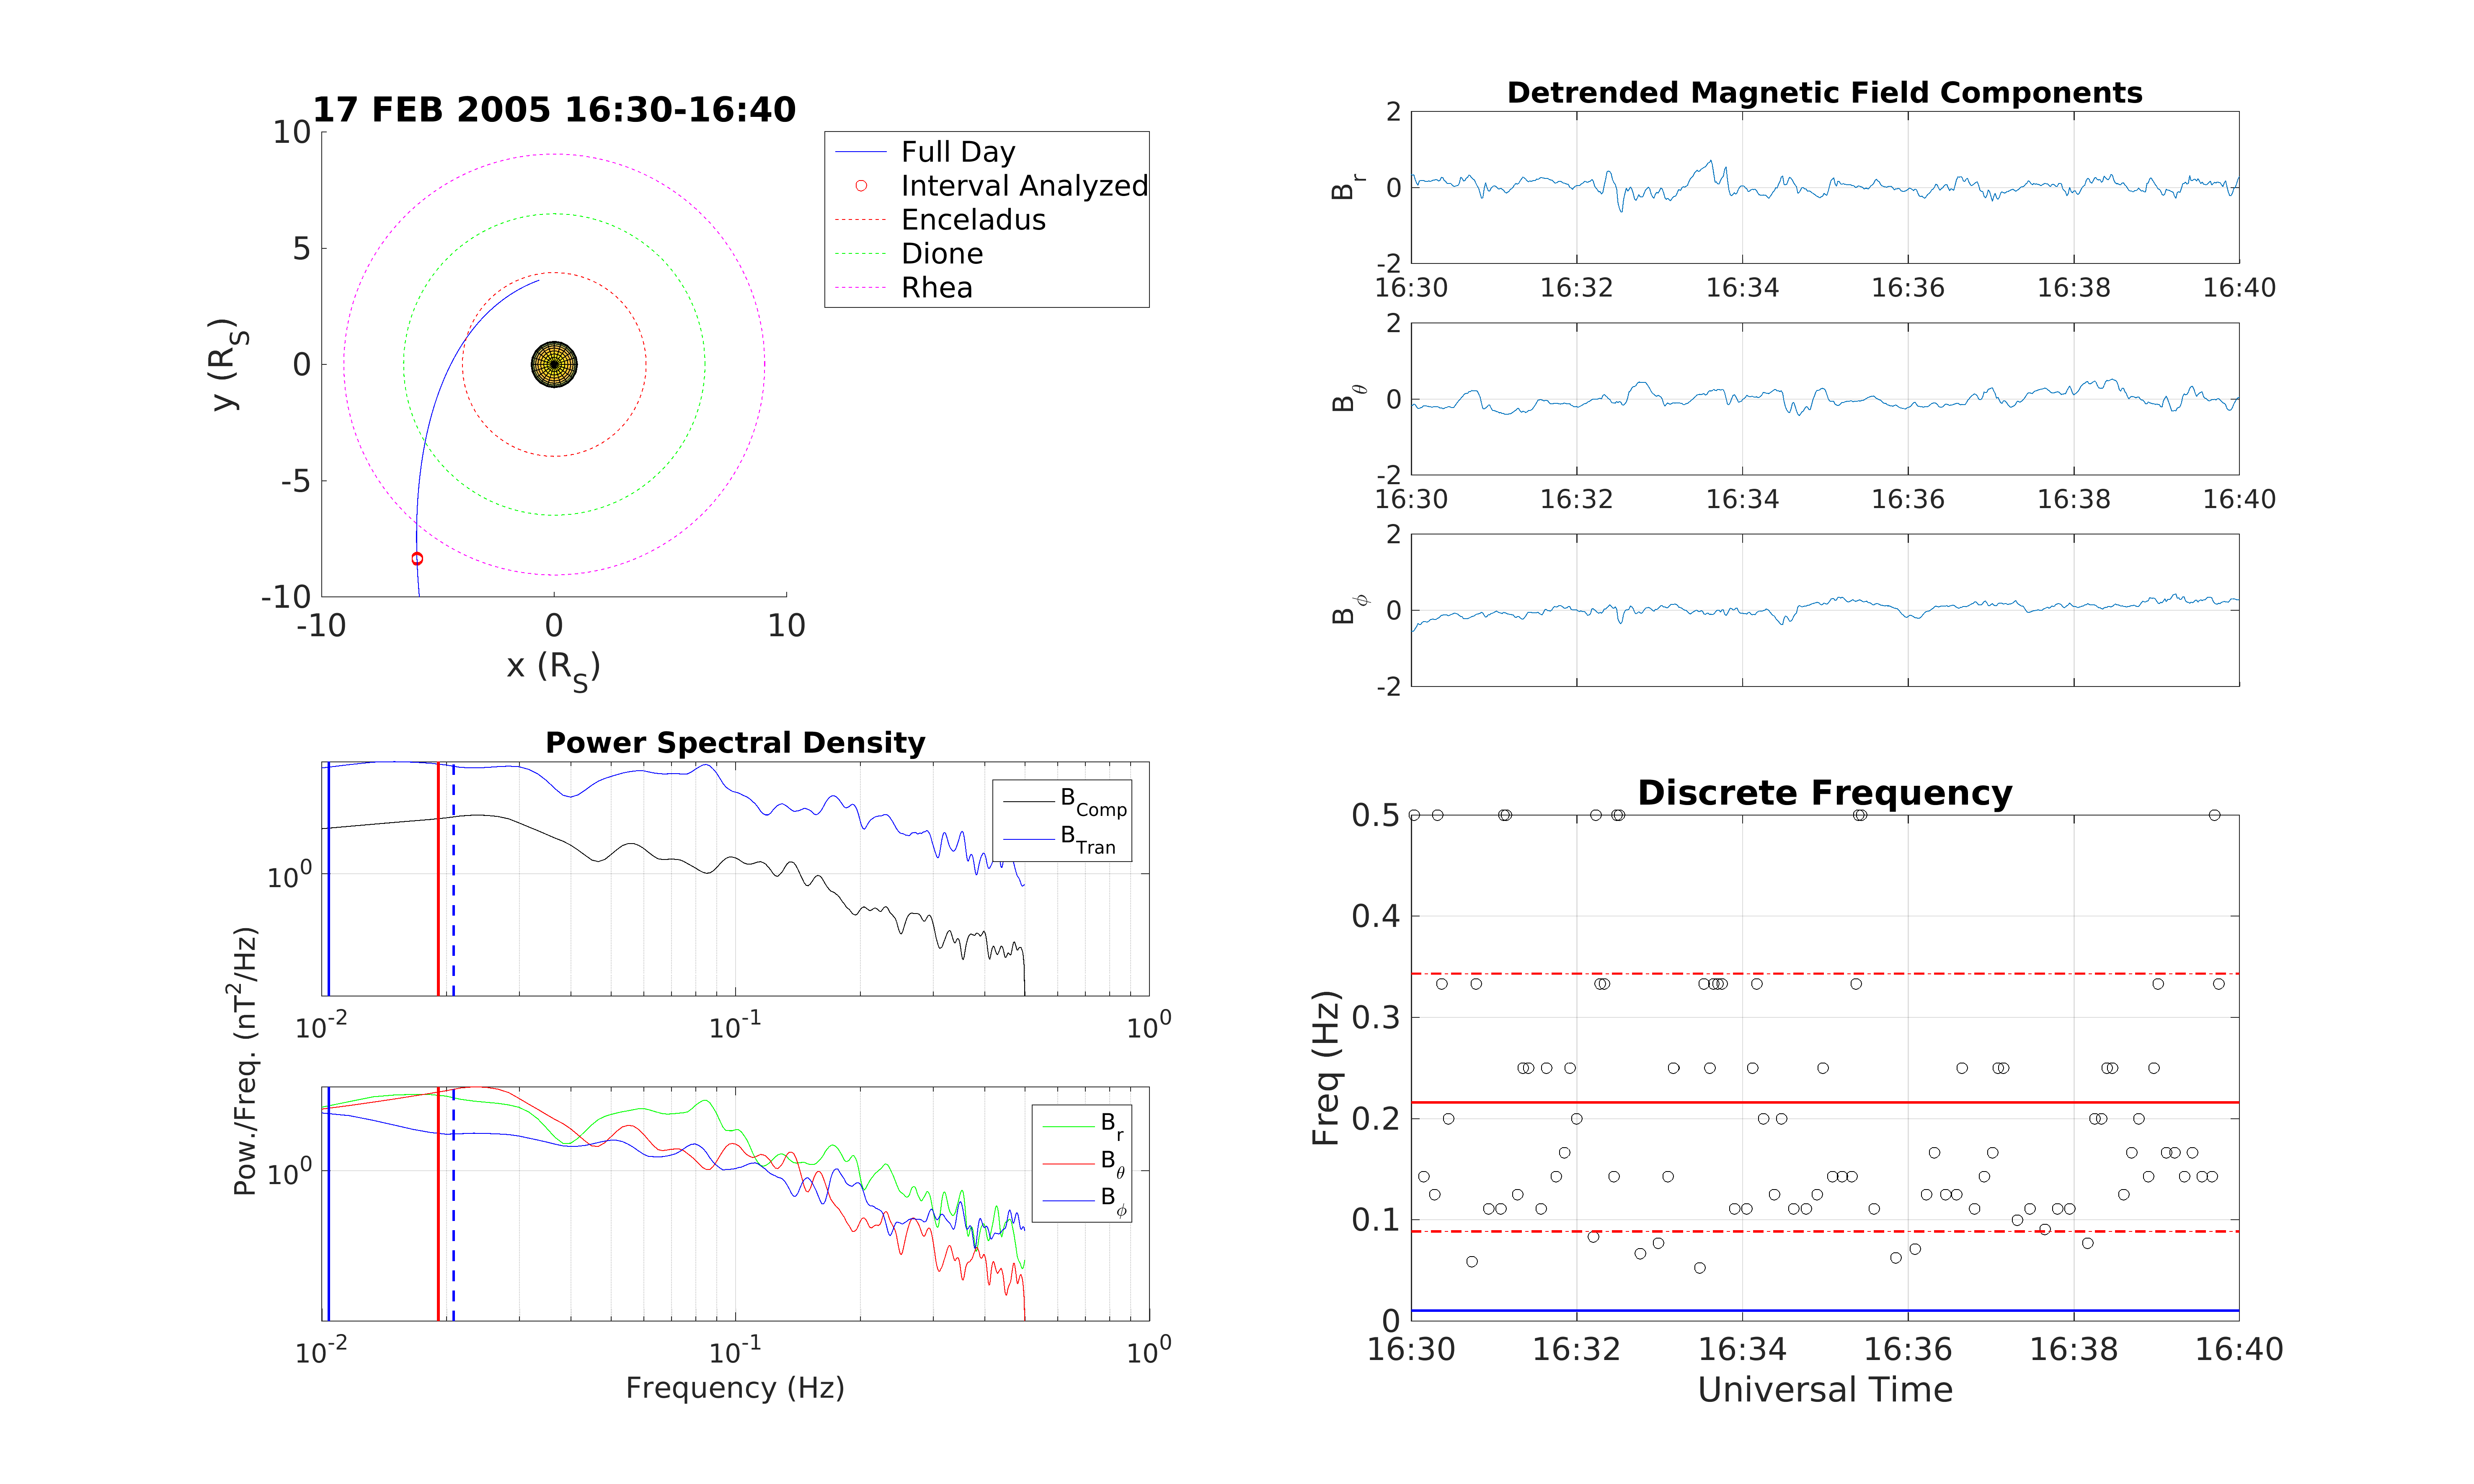 17 FEB 2005 16:30-16:40
10
5
0
-5
-10
-10 0 10
y (R_S)
x (R_S)
Full Day
Interval Analyzed
Enceladus
Dione
Rhea
Detrended Magnetic Field Components
B_r
2
0
-2
16:30 16:32 16:34 16:36 16:38 16:40
B_θ
2
0
-2
16:30 16:32 16:34 16:36 16:38 16:40
B_ϕ
2
0
-2
Power Spectral Density
Pow./Freq. (nT^2/Hz)
10^0
B_Comp
B_Tran
10^-2 10^-1 10^0
10^0
B_r
B_θ
B_ϕ
10^-2 10^-1 10^0
Frequency (Hz)
Discrete Frequency
Freq (Hz)
0.5
0.4
0.3
0.2
0.1
0
16:30 16:32 16:34 16:36 16:38 16:40
Universal Time